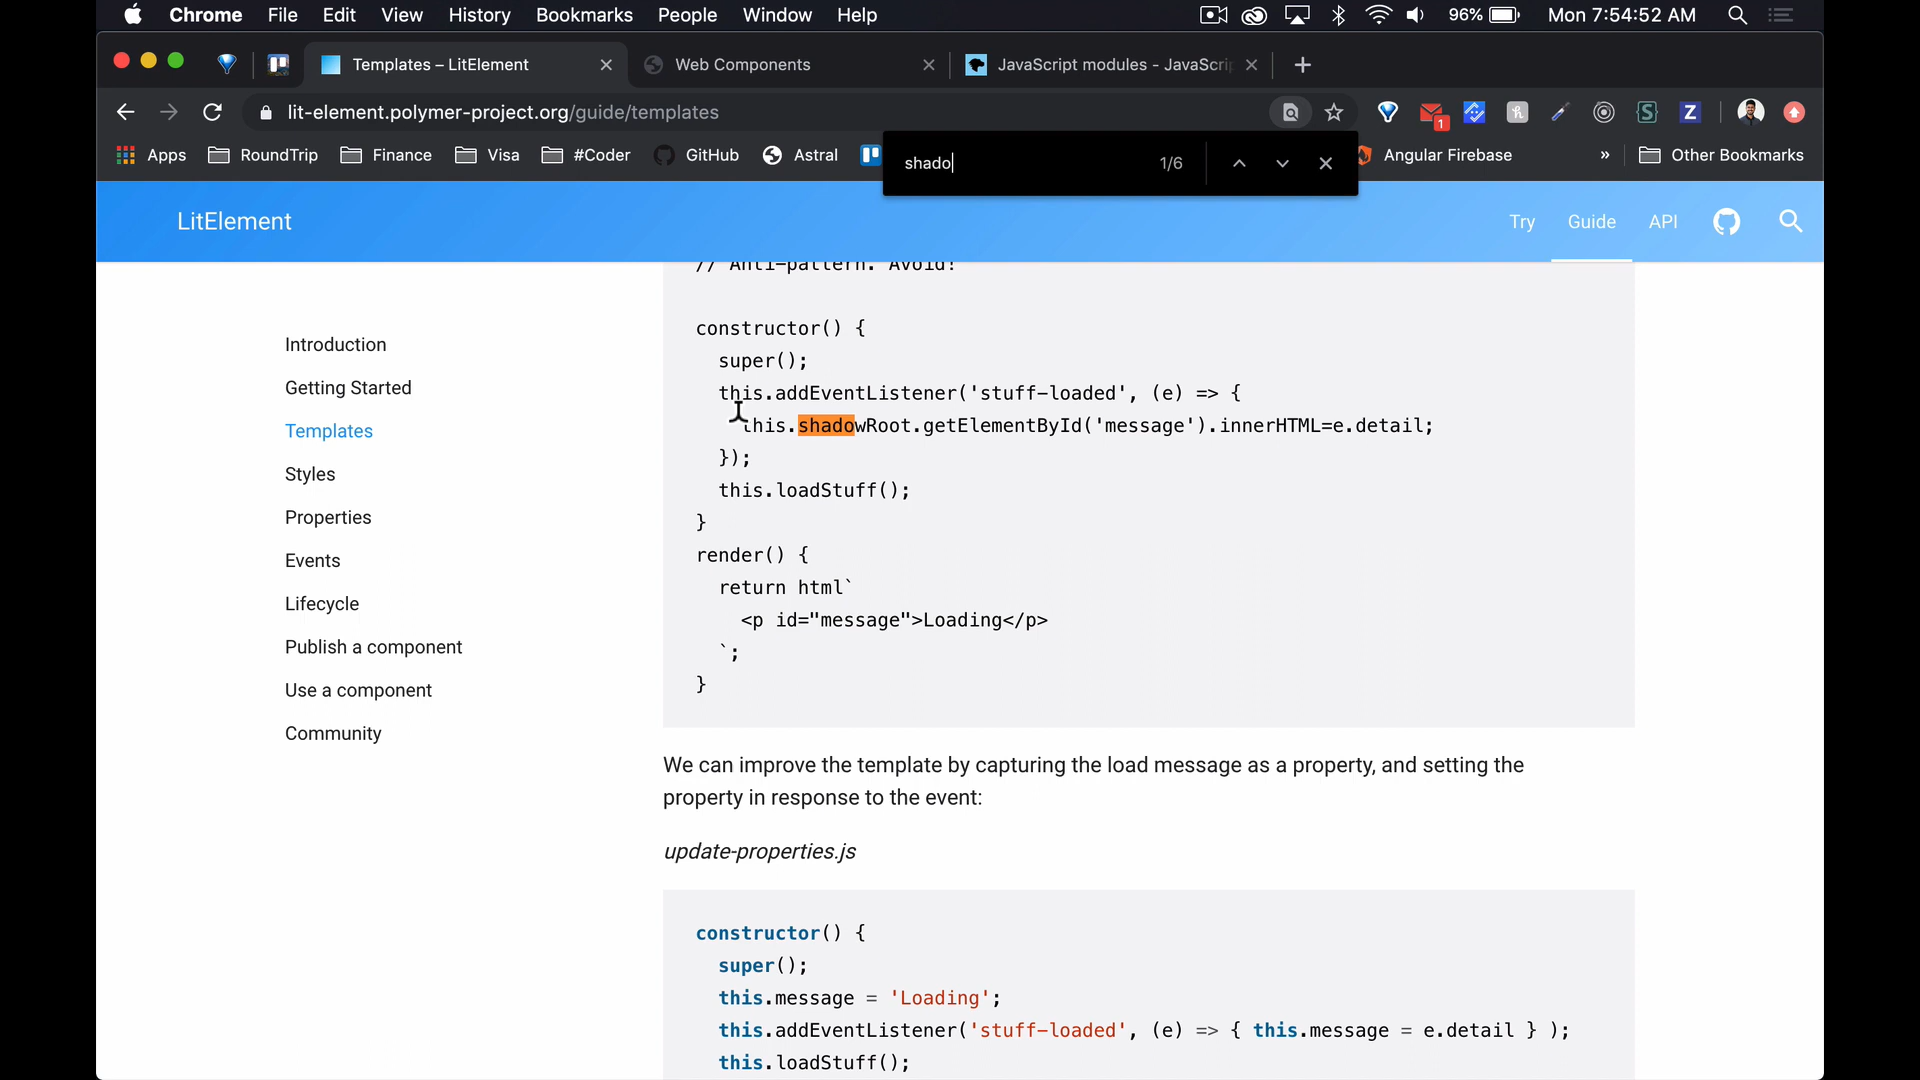 Chrome File Edit View History Bookmarks People Window Help 96% Mon 7:54:52 AM
Templates – LitElement Web Components JavaScript modules - JavaScri
lit-element.polymer-project.org/guide/templates 1
Apps RoundTrip Finance Visa #Coder GitHub Astral Angular Firebase » Other Bookmarks
shado 1/6
LitElement Try Guide API
// Anti-pattern. Avoid!
constructor() {
super();
this.addEventListener('stuff-loaded', (e) => {
this.shadowRoot.getElementById('message').innerHTML=e.detail;
});
this.loadStuff();
}
render() {
return html`
<p id="message">Loading</p>
`;
}
Introduction
Getting Started
Templates
Styles
Properties
Events
Lifecycle
Publish a component
Use a component
Community
We can improve the template by capturing the load message as a property, and setting the
property in response to the event:
update-properties.js
constructor() {
super();
this.message = 'Loading';
this.addEventListener('stuff-loaded', (e) => { this.message = e.detail } );
this.loadStuff();